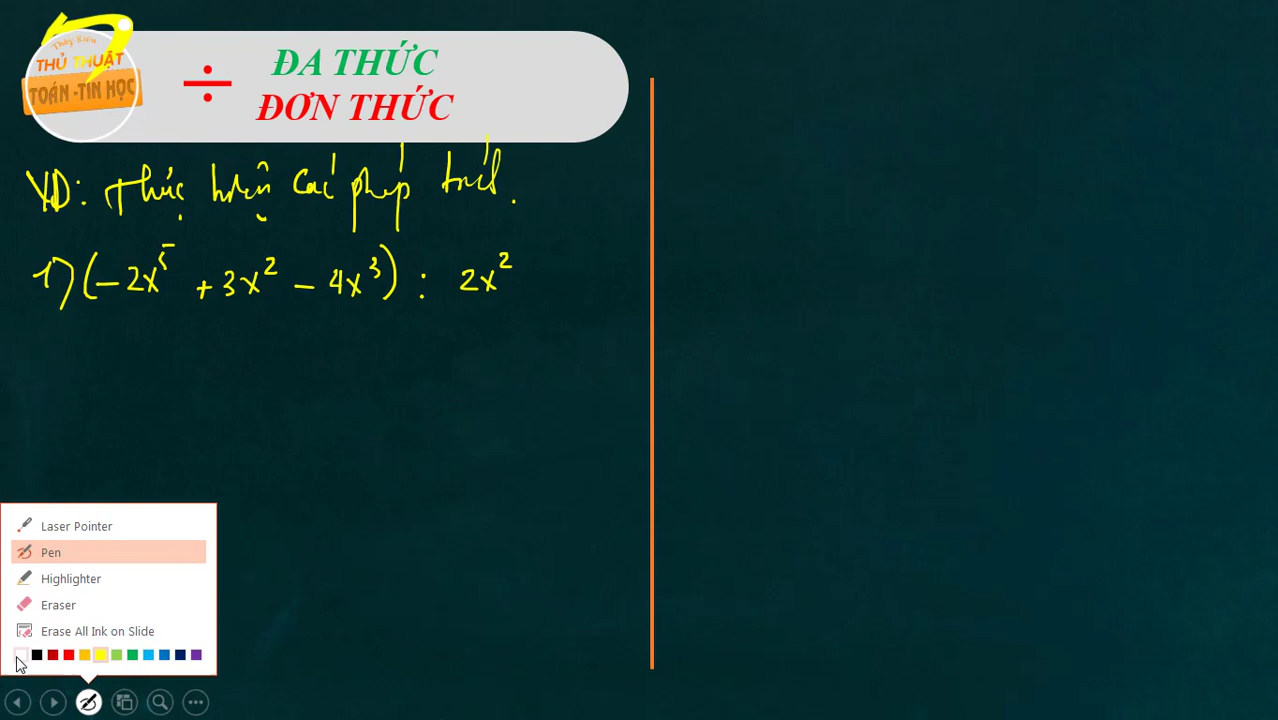 Thầy Kiên
THỦ THUẬT
TOÁN -TIN HỌC
÷ ĐA THỨC
ĐƠN THỨC
VD: Thực hiện các phép tính.
1) (-2x⁵ + 3x² - 4x³) : 2x²
Laser Pointer
Pen
Highlighter
Eraser
Erase All Ink on Slide